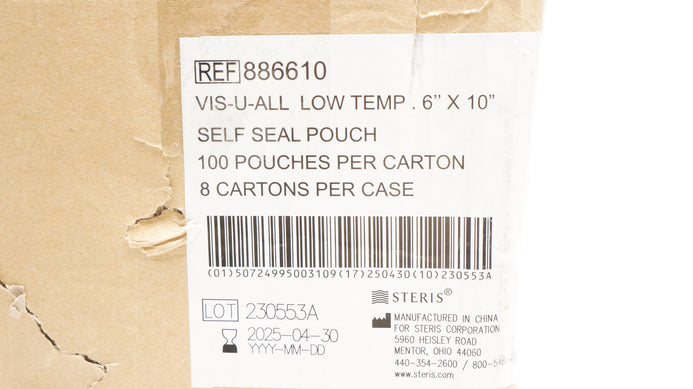 REF 886610
VIS-U-ALL LOW TEMP . 6" X 10"
SELF SEAL POUCH
100 POUCHES PER CARTON
8 CARTONS PER CASE
(01)50724995003109(17)250430(10)230553A
LOT 230553A
2025-04-30
YYYY-MM-DD
STERIS®
MANUFACTURED IN CHINA
FOR STERIS CORPORATION
5960 HEISLEY ROAD
MENTOR, OHIO 44060
440-354-2600 /
www.steris.com